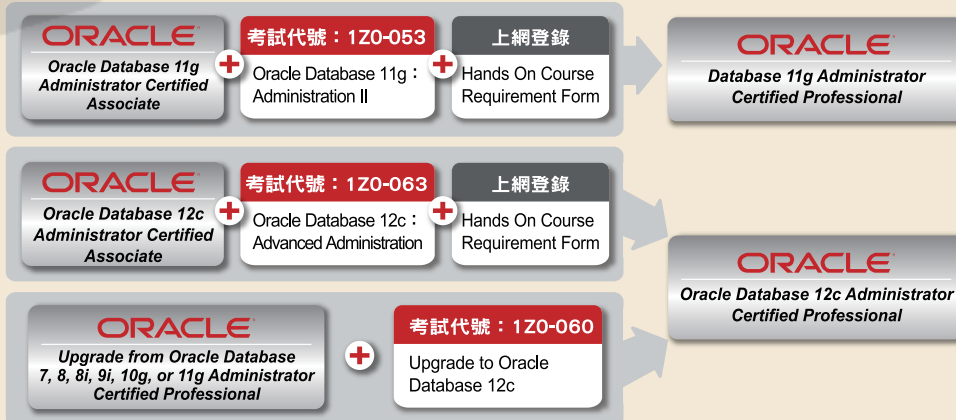 ORACLE
Oracle Database 11g
Administrator Certified
Associate
考試代號：1Z0-053
Oracle Database 11g：
Administration II
上網登錄
Hands On Course
Requirement Form
ORACLE
Database 11g Administrator
Certified Professional
ORACLE
Oracle Database 12c
Administrator Certified
Associate
考試代號：1Z0-063
Oracle Database 12c：
Advanced Administration
上網登錄
Hands On Course
Requirement Form
ORACLE
Oracle Database 12c Administrator
Certified Professional
ORACLE
Upgrade from Oracle Database
7, 8, 8i, 9i, 10g, or 11g Administrator
Certified Professional
考試代號：1Z0-060
Upgrade to Oracle
Database 12c